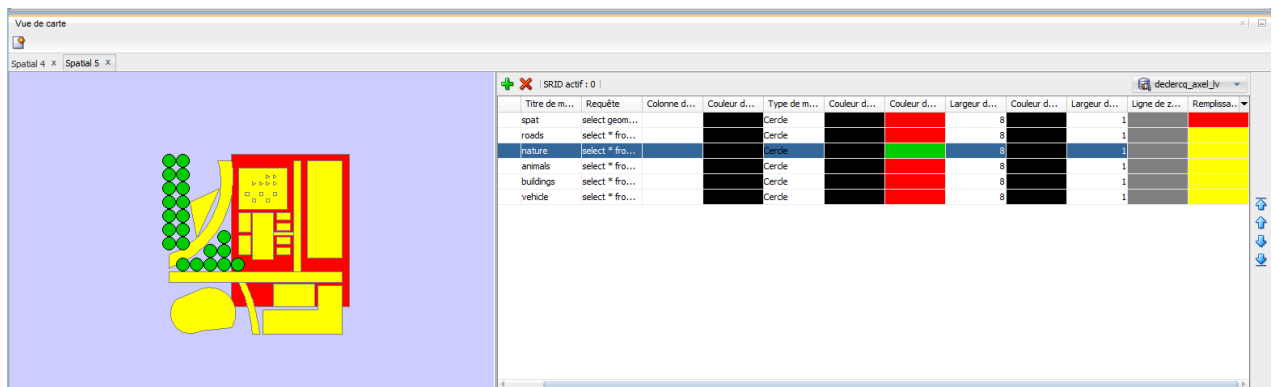 Vue de carte
Spatial 4 x Spatial 5 x
SRID actif : 0
declercq_axel_lv
Titre de m... Requête Colonne d... Couleur d... Type de m... Couleur d... Couleur d... Largeur d... Couleur d... Largeur d... Ligne de z... Remplissa...
spat select geom... Cercle 8 1
roads select * fro... Cercle 8 1
nature select * fro... Cercle 8 1
animals select * fro... Cercle 8 1
buildings select * fro... Cercle 8 1
vehicle select * fro... Cercle 8 1